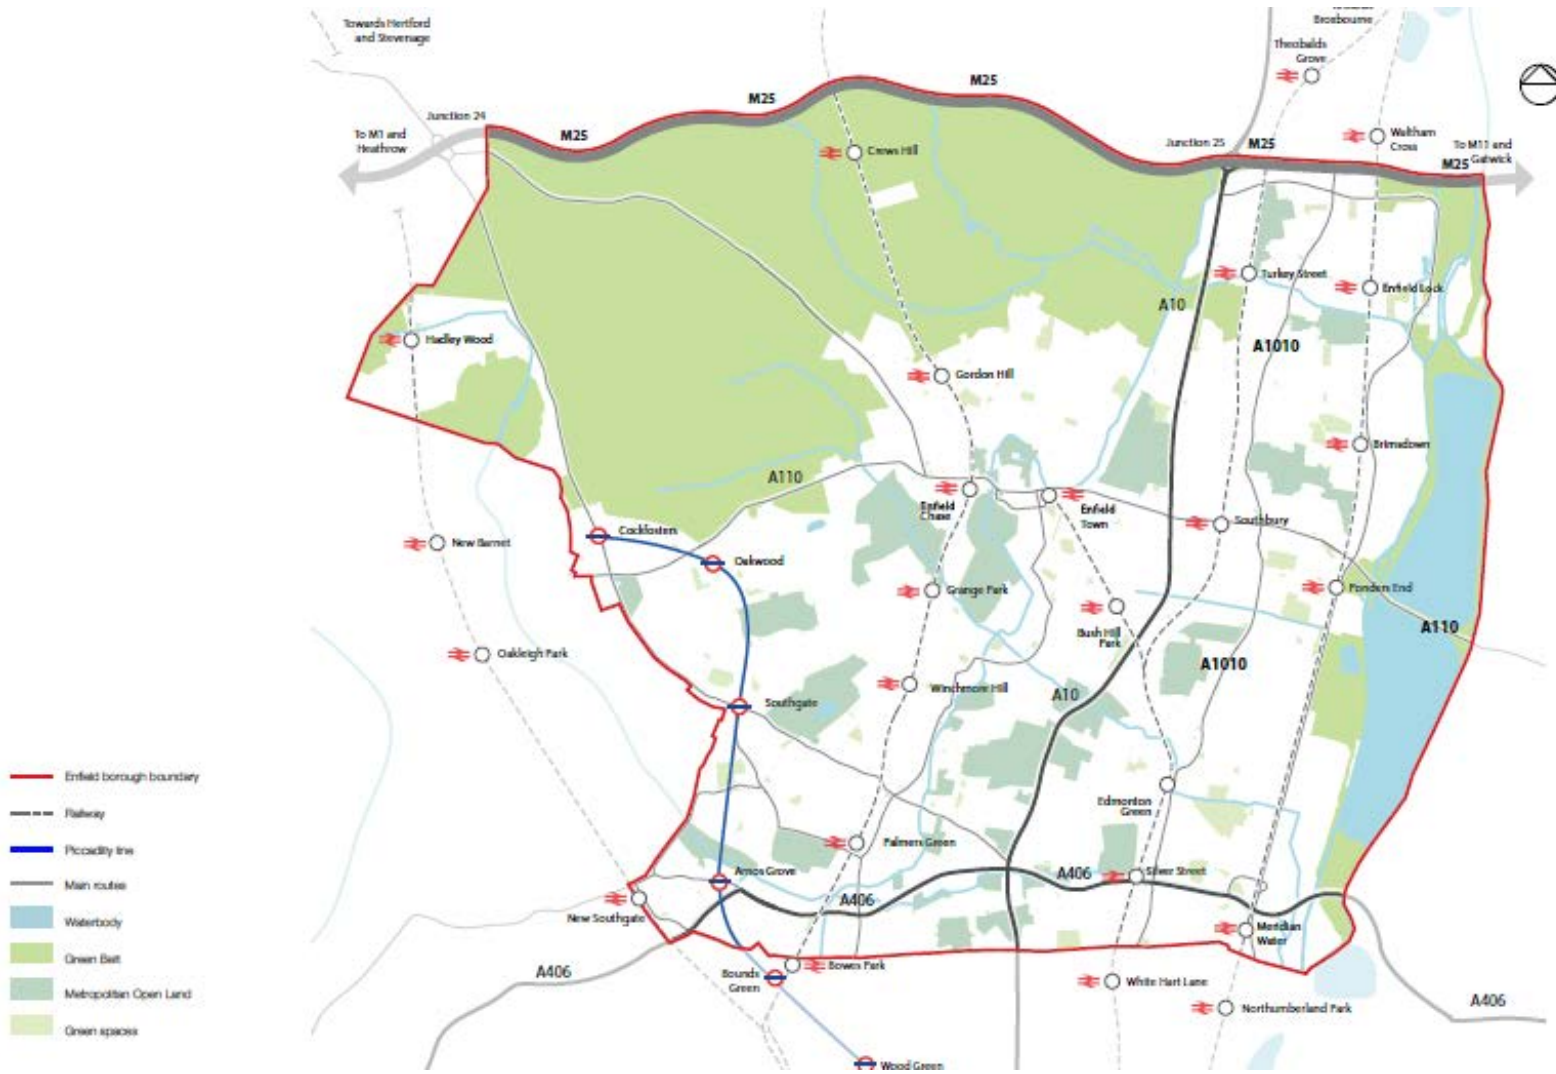 Towards Hertford
and Stevenage
Broxbourne
Theobalds
Grove
M25
M25
Junction 24
M25
To M1 and
Heathrow
Crews Hill
Junction 25
M25
Waltham
Cross
To M11 and
Gatwick
M25
Turkey Street
Enfield Lock
A10
A1010
Hadley Wood
Gordon Hill
Brimsdown
A110
Enfield
Chase
Enfield
Town
Southbury
Cockfosters
New Barnet
Oakwood
Grange Park
Ponders End
Bush Hill
Park
A110
Oakleigh Park
A1010
Winchmore Hill
A10
Southgate
Enfield borough boundary
Railway
Piccadilly line
Main routes
Waterbody
Green Belt
Metropolitan Open Land
Green spaces
Edmonton
Green
Palmers Green
Arnos Grove
A406
Silver Street
A406
New Southgate
Meridian
Water
A406
Bounds
Green
Bowes Park
White Hart Lane
Northumberland Park
A406
Wood Green